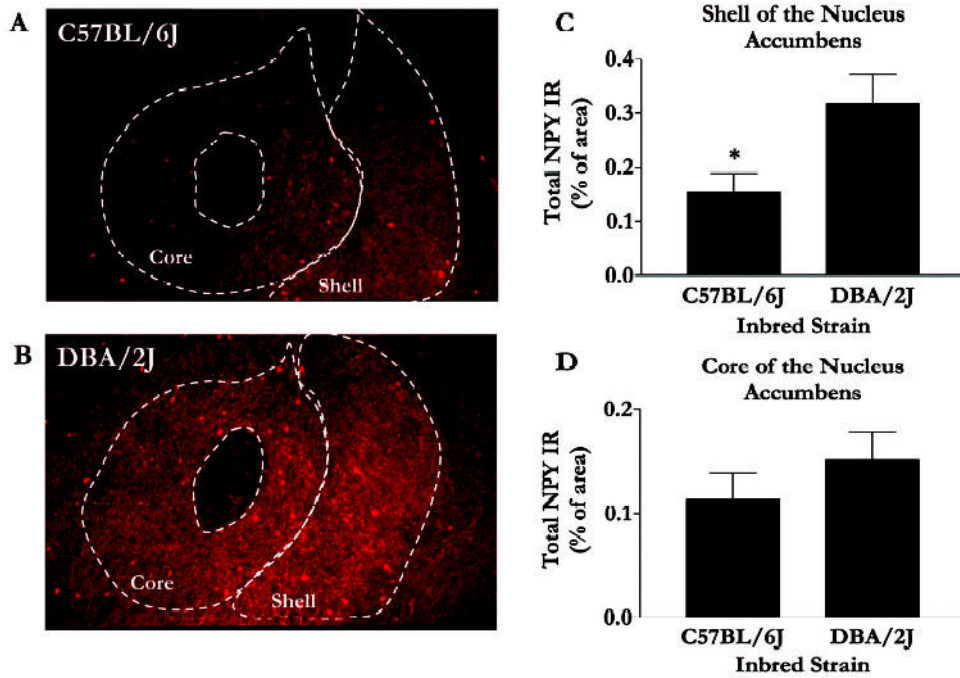 A
C57BL/6J
Core
Shell
B
DBA/2J
Core
Shell
C
Shell of the Nucleus
Accumbens
Total NPY IR
(% of area)
0.4
0.3
0.2
0.1
0.0
*
C57BL/6J DBA/2J
Inbred Strain
D
Core of the Nucleus
Accumbens
Total NPY IR
(% of area)
0.2
0.1
0.0
C57BL/6J DBA/2J
Inbred Strain